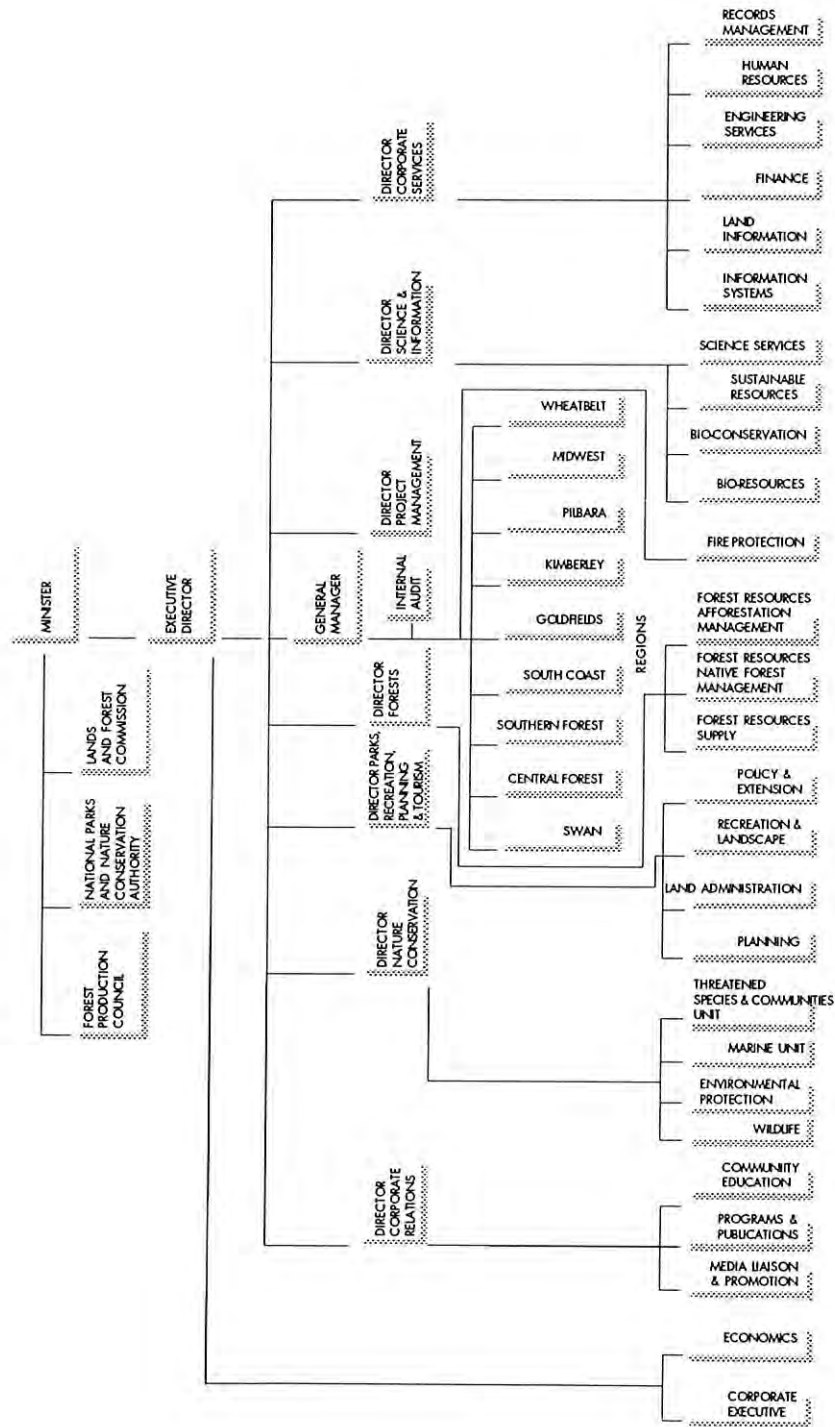 MINISTER
FOREST
PRODUCTION
COUNCIL
NATIONAL PARKS
AND NATURE
CONSERVATION
AUTHORITY
LANDS
AND FOREST
COMMISSION
EXECUTIVE
DIRECTOR
GENERAL
MANAGER
INTERNAL
AUDIT
DIRECTOR
CORPORATE
RELATIONS
DIRECTOR
NATURE
CONSERVATION
DIRECTOR PARKS,
RECREATION,
PLANNING
& TOURISM
DIRECTOR
FORESTS
DIRECTOR
PROJECT
MANAGEMENT
DIRECTOR
SCIENCE &
INFORMATION
DIRECTOR
CORPORATE
SERVICES
SWAN
CENTRAL FOREST
SOUTHERN FOREST
SOUTH COAST
GOLDFIELDS
KIMBERLEY
PILBARA
MIDWEST
WHEATBELT
REGIONS
CORPORATE
EXECUTIVE
ECONOMICS
MEDIA LIAISON
& PROMOTION
PROGRAMS &
PUBLICATIONS
COMMUNITY
EDUCATION
WILDLIFE
ENVIRONMENTAL
PROTECTION
MARINE UNIT
THREATENED
SPECIES & COMMUNITIES
UNIT
PLANNING
LAND ADMINISTRATION
RECREATION &
LANDSCAPE
POLICY &
EXTENSION
FOREST RESOURCES
SUPPLY
FOREST RESOURCES
NATIVE FOREST
MANAGEMENT
FOREST RESOURCES
AFFORESTATION
MANAGEMENT
FIRE PROTECTION
BIO-RESOURCES
BIO-CONSERVATION
SUSTAINABLE
RESOURCES
SCIENCE SERVICES
INFORMATION
SYSTEMS
LAND
INFORMATION
FINANCE
ENGINEERING
SERVICES
HUMAN
RESOURCES
RECORDS
MANAGEMENT